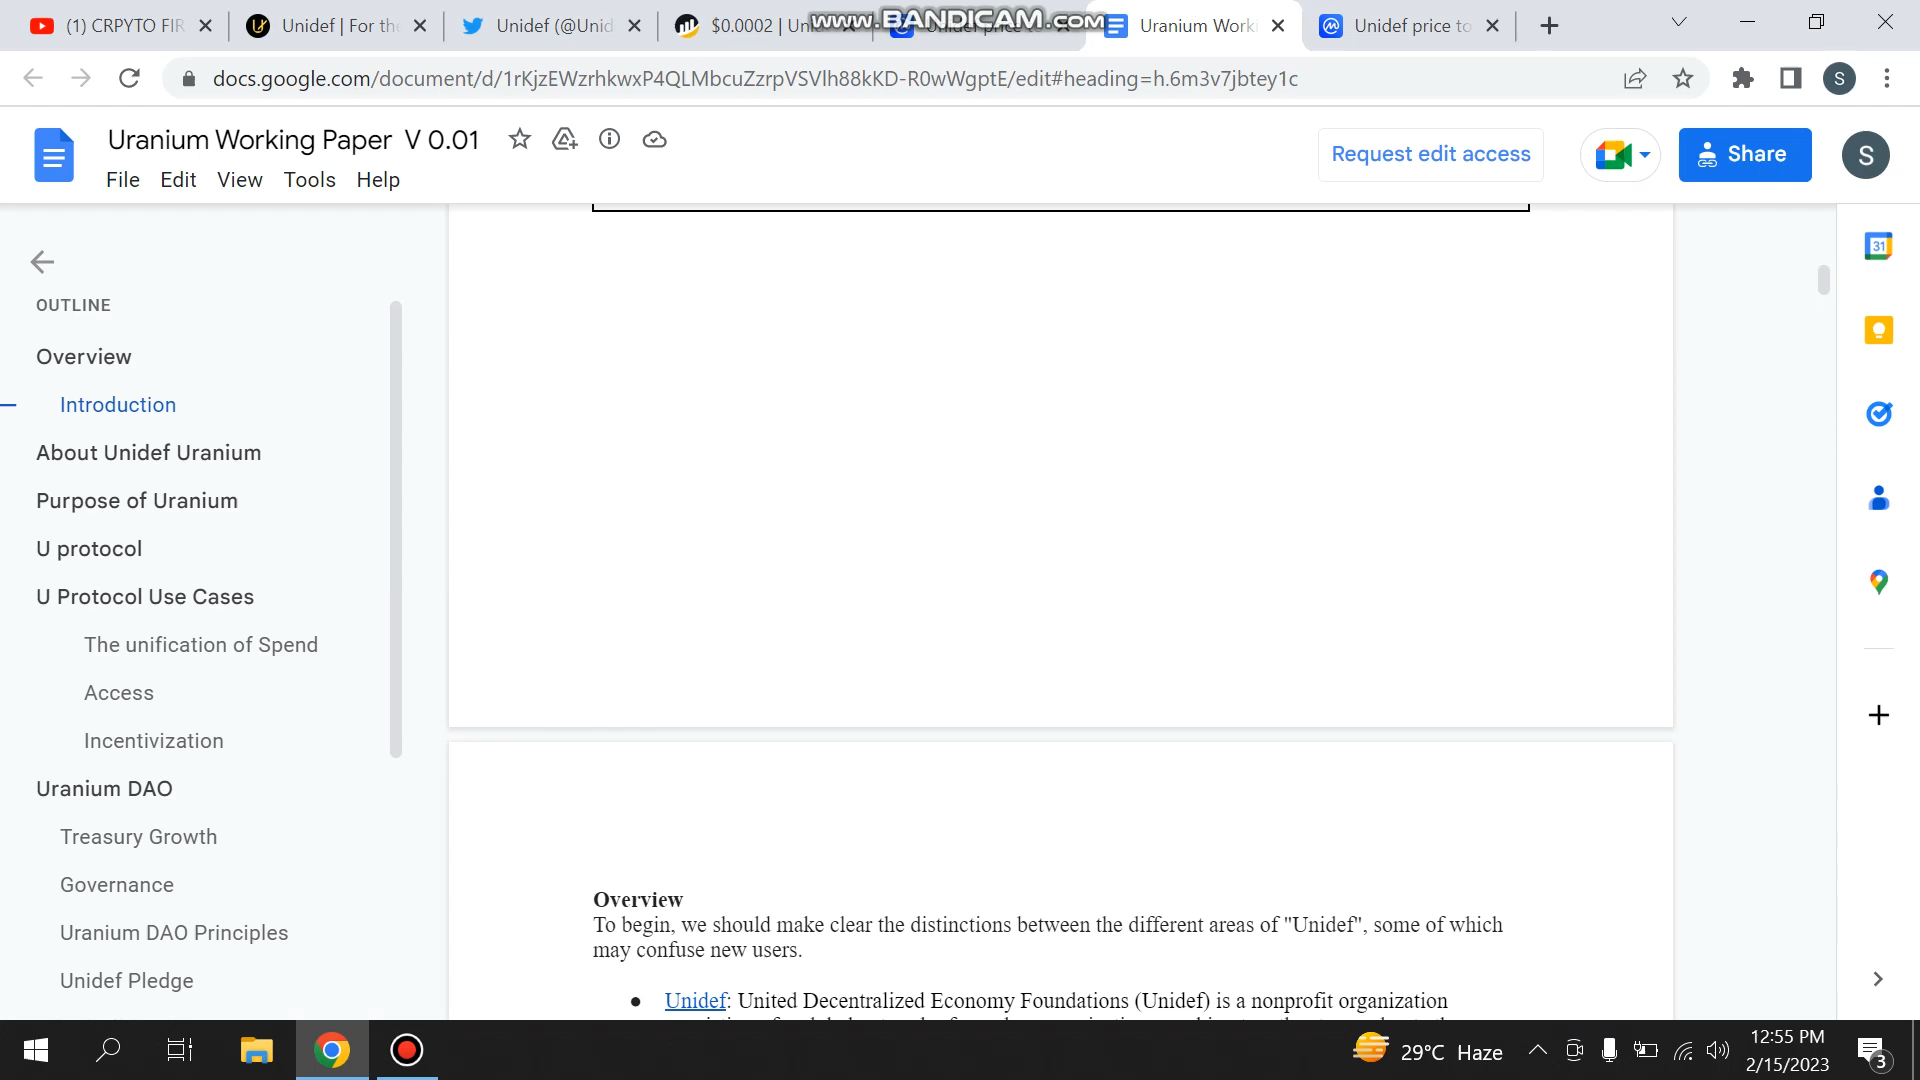 (1) CRPYTO FIR
Unidef | For the
Unidef (@Unid
$0.0002 | Un
Unidef price to
Uranium Work
Unidef price to
www.BANDICAM.com
docs.google.com/document/d/1rKjzEWzrhkwxP4QLMbcuZzrpVSVlh88kKD-R0wWgptE/edit#heading=h.6m3v7jbtey1c
S
Uranium Working Paper V 0.01
File Edit View Tools Help
Request edit access
Share
S
OUTLINE
Overview
Introduction
About Unidef Uranium
Purpose of Uranium
U protocol
U Protocol Use Cases
The unification of Spend
Access
Incentivization
Uranium DAO
Treasury Growth
Governance
Uranium DAO Principles
Unidef Pledge
31
Overview
To begin, we should make clear the distinctions between the different areas of "Unidef", some of which
may confuse new users.
● Unidef: United Decentralized Economy Foundations (Unidef) is a nonprofit organization
29°C Haze
12:55 PM
2/15/2023
3